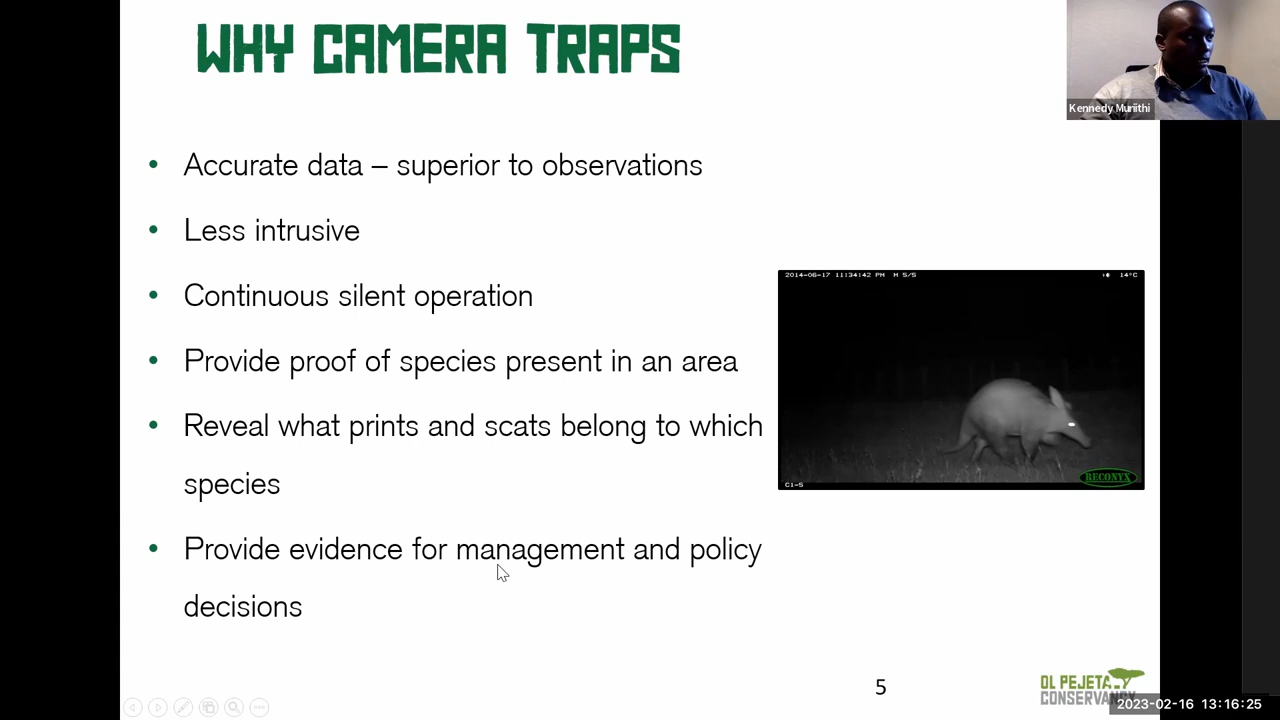 WHY CAMERA TRAPS
Kennedy Muriithi
• Accurate data – superior to observations
• Less intrusive
• Continuous silent operation
• Provide proof of species present in an area
• Reveal what prints and scats belong to which
species
• Provide evidence for management and policy
decisions
2014-06-17 11:34:42 PM M 5/5
14°C
C1-5
RECONYX
5
OL PEJETA
CONSERVANCY
2023-02-16 13:16:25